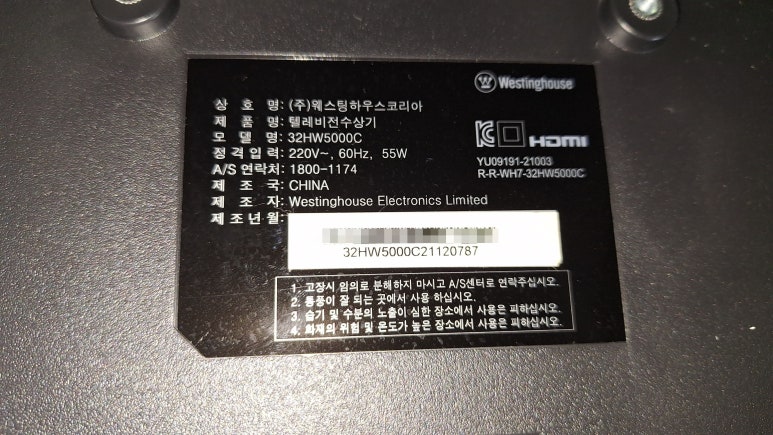 Westinghouse
상 호 명: (주)웨스팅하우스코리아
제 품 명: 텔레비전수상기
모 델 명: 32HW5000C
정격입력: 220V~, 60Hz, 55W
A/S연락처: 1800-1174
제 조 국: CHINA
제 조 자: Westinghouse Electronics Limited
제조년월:
HDMI
YU09191-21003
R-R-WH7-32HW5000C
32HW5000C21120787
1. 고장시 임의로 분해하지 마시고 A/S센터로 연락주십시오.
2. 통풍이 잘 되는 곳에서 사용 하십시오.
3. 습기 및 수분의 노출이 심한 장소에서 사용은 피하십시오.
4. 화재의 위험 및 온도가 높은 장소에서 사용은 피하십시오.